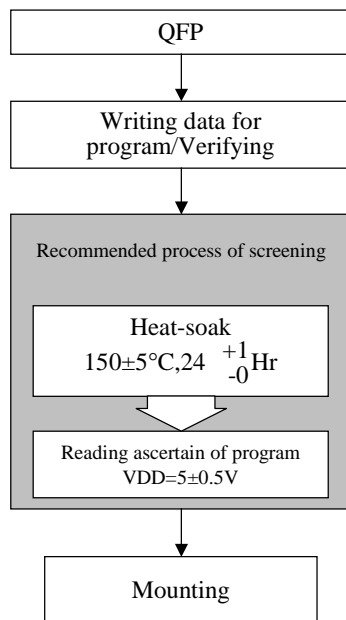 QFP
Writing data for
program/Verifying
Recommended process of screening
Heat-soak
150±5°C,24 +1 -0 Hr
Reading ascertain of program
VDD=5±0.5V
Mounting